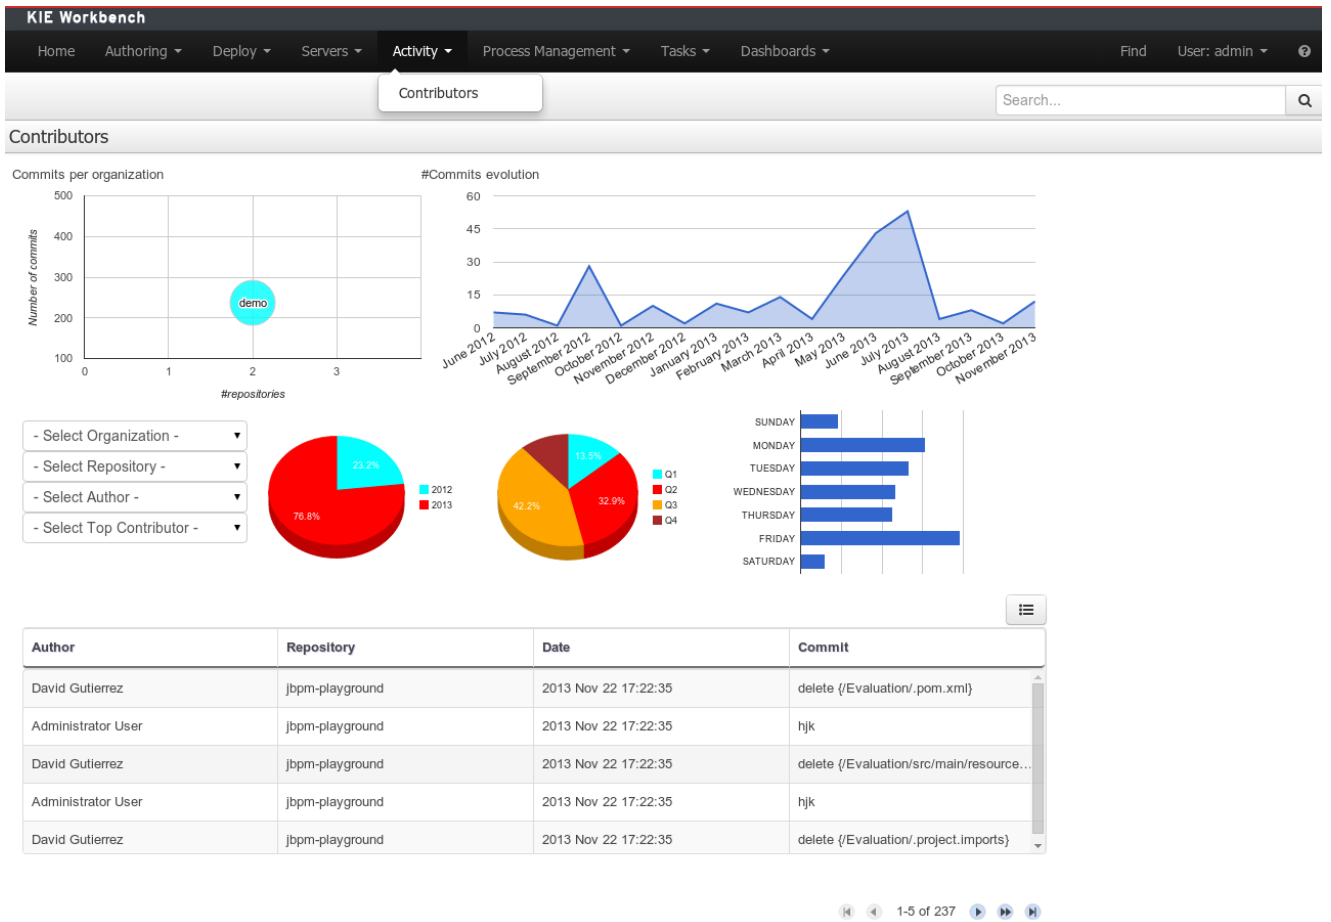 KIE Workbench
Home Authoring Deploy Servers Activity Process Management Tasks Dashboards Find User: admin
Contributors
Search...
Contributors
Commits per organization
500
400
300
200
100
Number of commits
demo
0 1 2 3
#repositories
#Commits evolution
60
45
30
15
0
June 2012
July 2012
August 2012
September 2012
October 2012
November 2012
December 2012
January 2013
February 2013
March 2013
April 2013
May 2013
June 2013
July 2013
August 2013
September 2013
October 2013
November 2013
- Select Organization -
- Select Repository -
- Select Author -
- Select Top Contributor -
23.2%
76.8%
2012
2013
13.5%
32.9%
42.2%
Q1
Q2
Q3
Q4
SUNDAY
MONDAY
TUESDAY
WEDNESDAY
THURSDAY
FRIDAY
SATURDAY
Author Repository Date Commit
David Gutierrez jbpm-playground 2013 Nov 22 17:22:35 delete {/Evaluation/.pom.xml}
Administrator User jbpm-playground 2013 Nov 22 17:22:35 hjk
David Gutierrez jbpm-playground 2013 Nov 22 17:22:35 delete {/Evaluation/src/main/resource...
Administrator User jbpm-playground 2013 Nov 22 17:22:35 hjk
David Gutierrez jbpm-playground 2013 Nov 22 17:22:35 delete {/Evaluation/.project.imports}
1-5 of 237